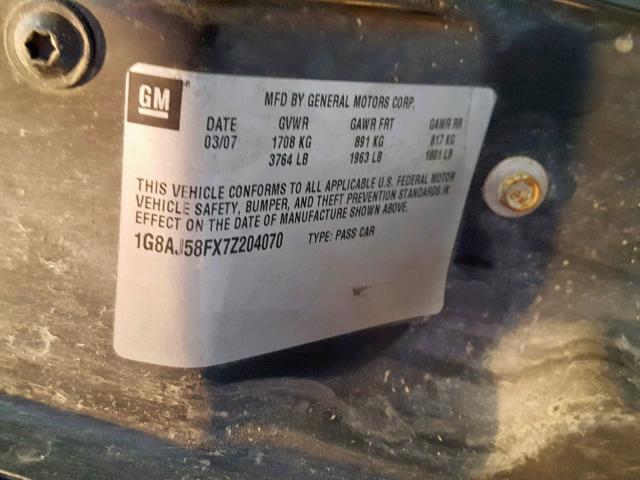 GM ® MFD BY GENERAL MOTORS CORP.
DATE GVWR GAWR FRT GAWR RR
03/07 1708 KG 891 KG 817 KG
3764 LB 1963 LB 1801 LB
THIS VEHICLE CONFORMS TO ALL APPLICABLE U.S. FEDERAL MOTOR
VEHICLE SAFETY, BUMPER, AND THEFT PREVENTION STANDARDS IN
EFFECT ON THE DATE OF MANUFACTURE SHOWN ABOVE.
1G8AJ58FX7Z204070 TYPE: PASS CAR